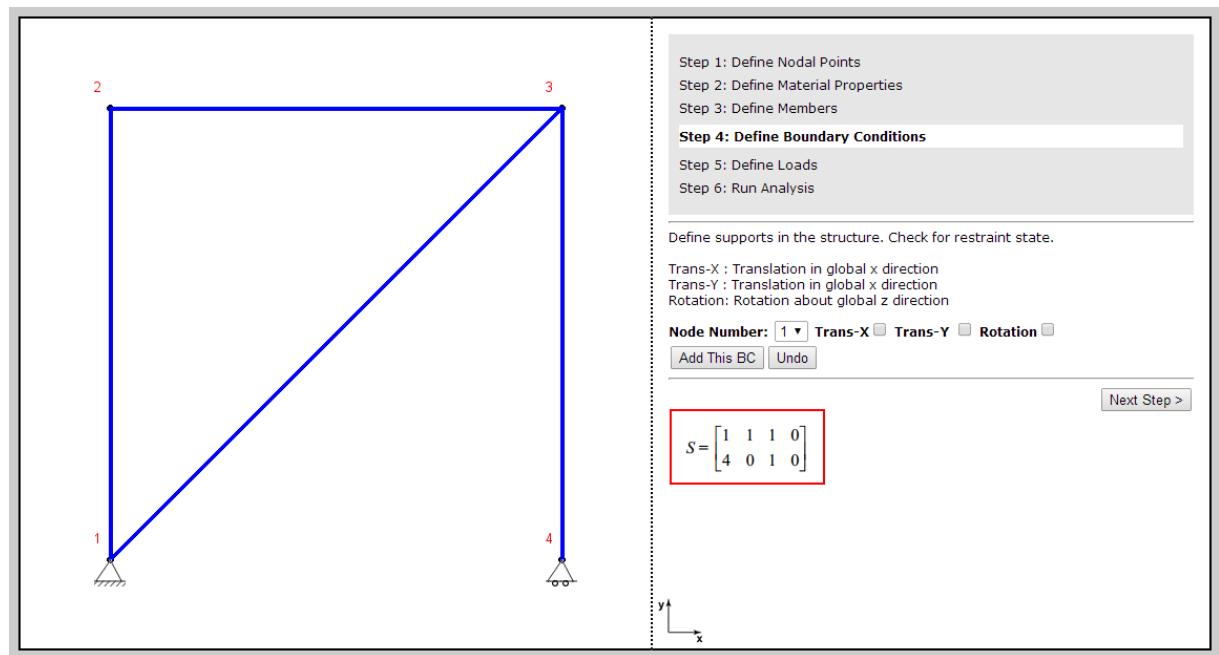 2
3
1
4
Step 1: Define Nodal Points
Step 2: Define Material Properties
Step 3: Define Members
Step 4: Define Boundary Conditions
Step 5: Define Loads
Step 6: Run Analysis
Define supports in the structure. Check for restraint state.
Trans-X : Translation in global x direction
Trans-Y : Translation in global x direction
Rotation: Rotation about global z direction
Node Number: 1 Trans-X Trans-Y Rotation
Add This BC Undo
Next Step >
S = [1 1 1 0
4 0 1 0]
y
x